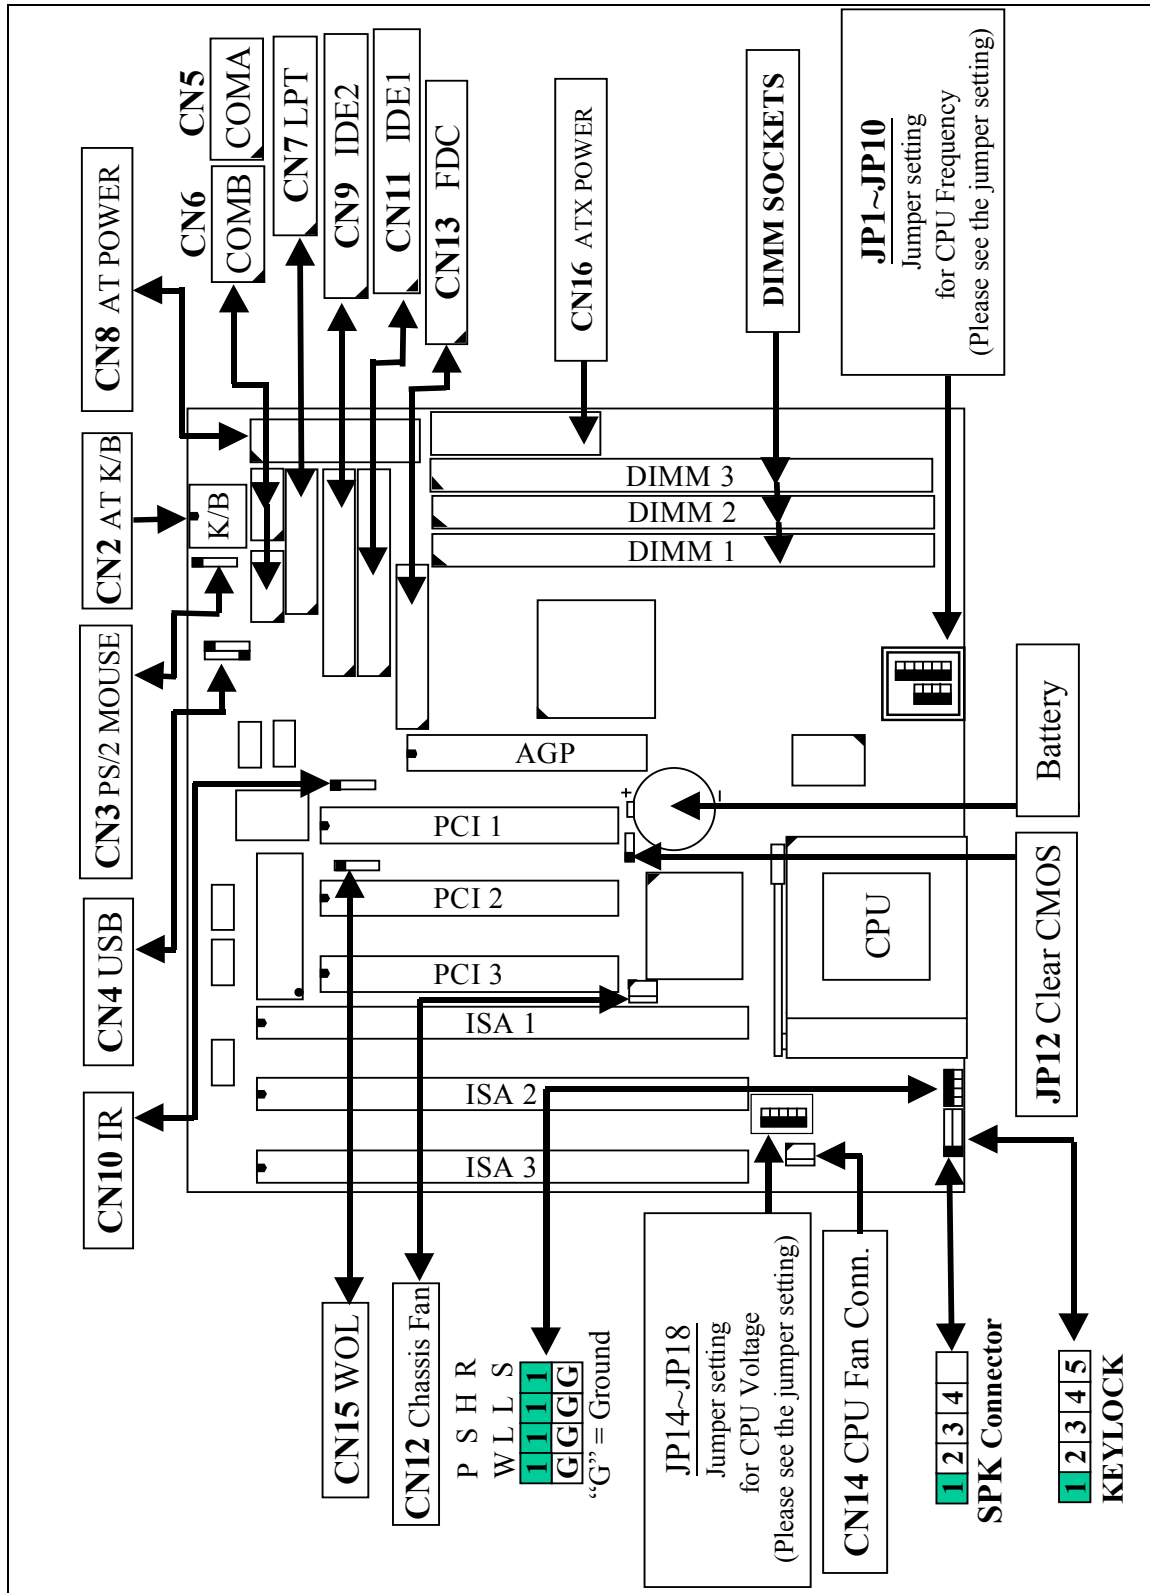 CN8 AT POWER
CN2 AT K/B
CN3 PS/2 MOUSE
CN4 USB
CN10 IR
CN6
COMB
CN5
COMA
CN7 LPT
CN9 IDE2
CN11 IDE1
CN13 FDC
CN16 ATX POWER
DIMM SOCKETS
JP1~JP10
Jumper setting
for CPU Frequency
(Please see the jumper setting)
K/B
DIMM 3
DIMM 2
DIMM 1
AGP
PCI 1
PCI 2
PCI 3
ISA 1
ISA 2
ISA 3
+
–
CPU
Battery
JP12 Clear CMOS
CN15 WOL
CN12 Chassis Fan
P S H R
W L L S
1 1 1 1
G G G G
“G” = Ground
JP14~JP18
Jumper setting
for CPU Voltage
(Please see the jumper setting)
CN14 CPU Fan Conn.
1 2 3 4
SPK Connector
1 2 3 4 5
KEYLOCK